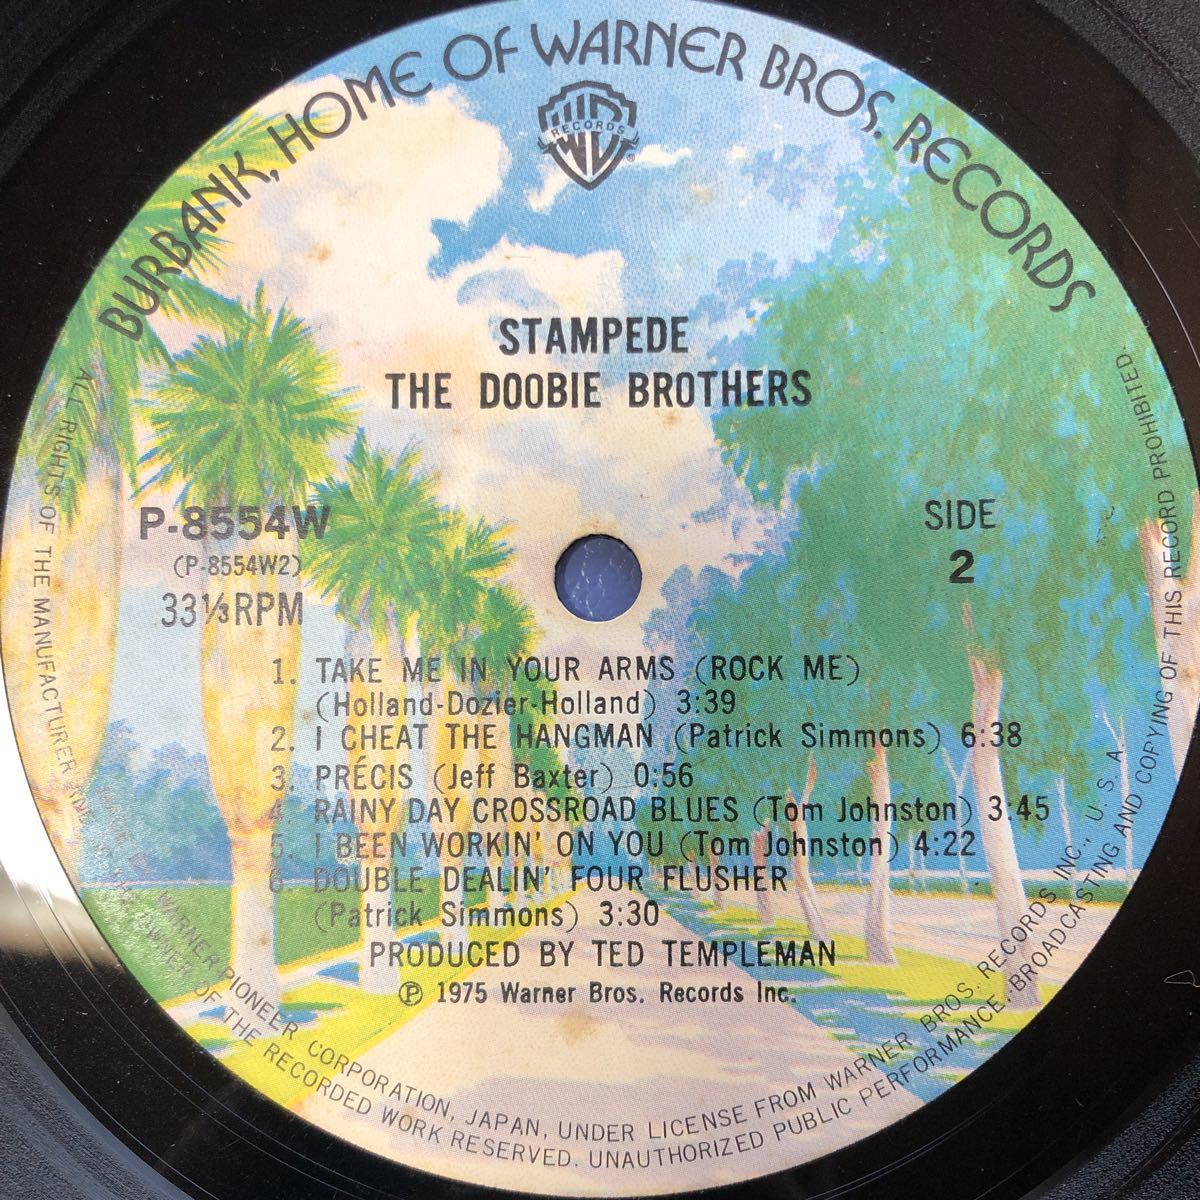 BURBANK, HOME OF WARNER BROS. RECORDS
W
RECORDS
®
STAMPEDE
THE DOOBIE BROTHERS
P-8554W
(P-8554W2)
33⅓ RPM
SIDE
2
1. TAKE ME IN YOUR ARMS (ROCK ME)
(Holland-Dozier-Holland) 3:39
2. I CHEAT THE HANGMAN (Patrick Simmons) 6:38
3. PRÉCIS (Jeff Baxter) 0:56
4. RAINY DAY CROSSROAD BLUES (Tom Johnston) 3:45
5. I BEEN WORKIN' ON YOU (Tom Johnston) 4:22
6. DOUBLE DEALIN' FOUR FLUSHER
(Patrick Simmons) 3:30
PRODUCED BY TED TEMPLEMAN
℗ 1975 Warner Bros. Records Inc.
MADE BY WARNER-PIONEER CORPORATION, JAPAN, UNDER LICENSE FROM WARNER BROS. RECORDS INC., U. S. A.
ALL RIGHTS OF THE MANUFACTURER AND OF THE OWNER OF THE RECORDED WORK RESERVED. UNAUTHORIZED PUBLIC PERFORMANCE, BROADCASTING AND COPYING OF THIS RECORD PROHIBITED.